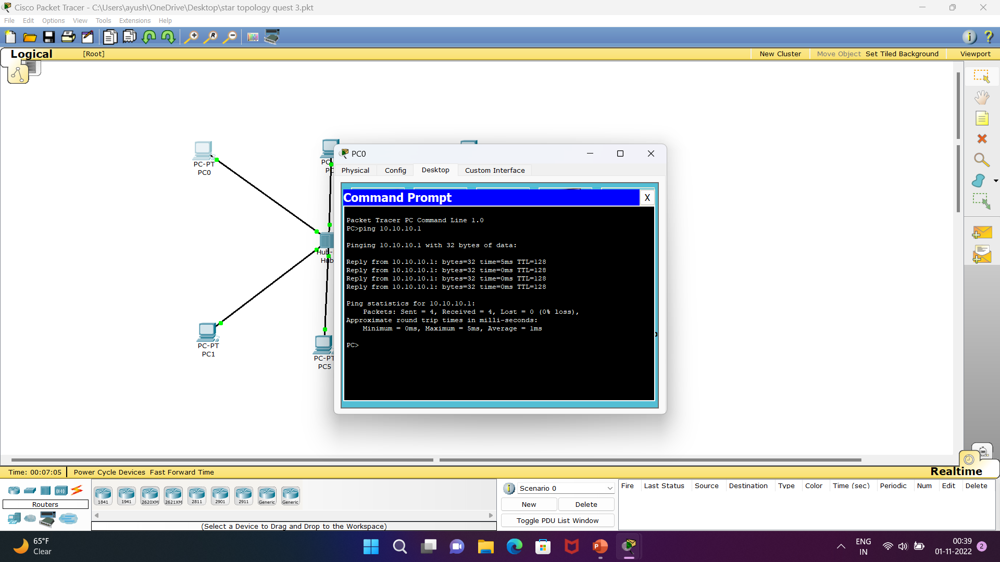 Cisco Packet Tracer - C:\Users\ayush\OneDrive\Desktop\star topology quest 3.pkt
File Edit Options View Tools Extensions Help
Logical [Root] New Cluster Move Object Set Tiled Background Viewport
PC-PT
PC0
PC-
PC
PC0
Physical Config Desktop Custom Interface
Command Prompt X
Packet Tracer PC Command Line 1.0
PC>ping 10.10.10.1
Pinging 10.10.10.1 with 32 bytes of data:
Reply from 10.10.10.1: bytes=32 time=5ms TTL=128
Reply from 10.10.10.1: bytes=32 time=0ms TTL=128
Reply from 10.10.10.1: bytes=32 time=0ms TTL=128
Reply from 10.10.10.1: bytes=32 time=0ms TTL=128
Ping statistics for 10.10.10.1:
Packets: Sent = 4, Received = 4, Lost = 0 (0% loss),
Approximate round trip times in milli-seconds:
Minimum = 0ms, Maximum = 5ms, Average = 1ms
PC>
Hub-
Hub
PC-PT
PC1
PC-PT
PC5
Time: 00:07:05 Power Cycle Devices Fast Forward Time
Realtime
Routers
1841 1941 2620XM 2621XM 2811 2901 2911 Generic Generic
(Select a Device to Drag and Drop to the Workspace)
Scenario 0
New Delete
Toggle PDU List Window
Fire Last Status Source Destination Type Color Time (sec) Periodic Num Edit Delete
65°F
Clear
ENG
IN
00:39
01-11-2022
2